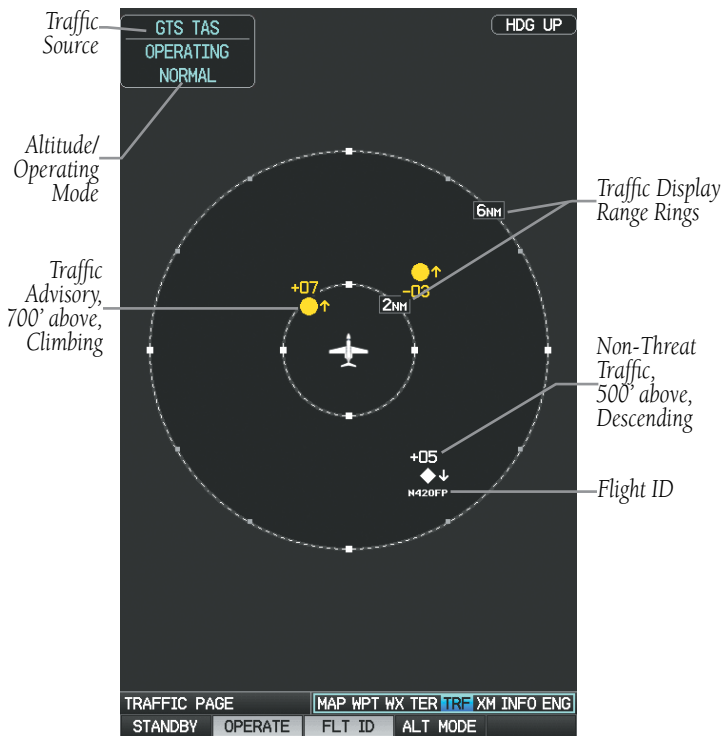 Traffic
Source
GTS TAS
OPERATING
NORMAL
HDG UP
Altitude/
Operating
Mode
6NM
Traffic Display
Range Rings
Traffic
Advisory,
700' above,
Climbing
+07
-03
2NM
Non-Threat
Traffic,
500' above,
Descending
+05
N420FP
Flight ID
TRAFFIC PAGE
MAP WPT WX TER TRF XM INFO ENG
STANDBY OPERATE FLT ID ALT MODE